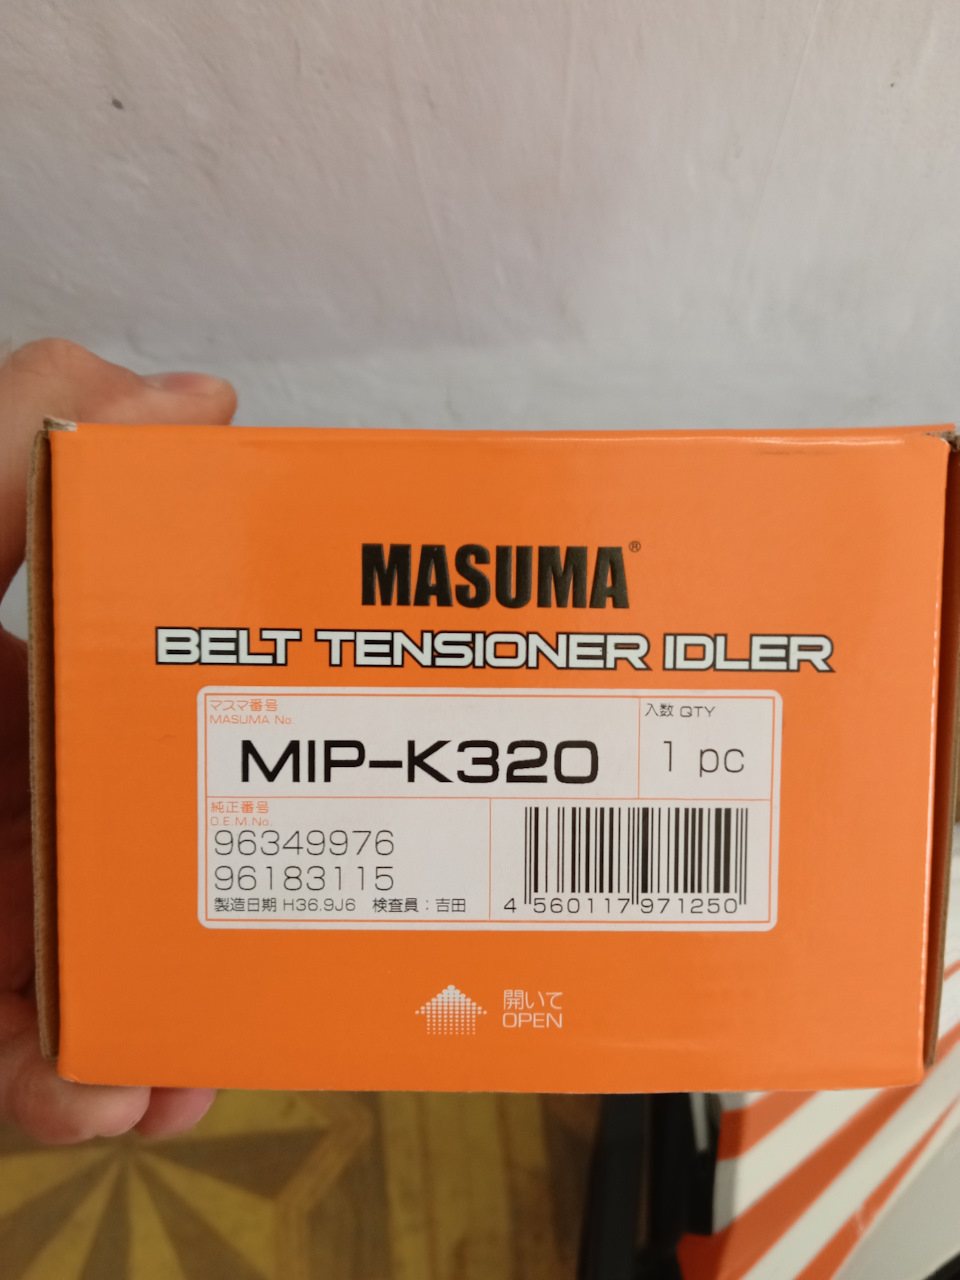 MASUMA®
BELT TENSIONER IDLER
マスマ番号
MASUMA No.
MIP-K320
入数 QTY
1 pc
純正番号
O.E.M.No.
96349976
96183115
製造日期 H36.9J6 検査員：吉田
4 560117 971250
開いて
OPEN